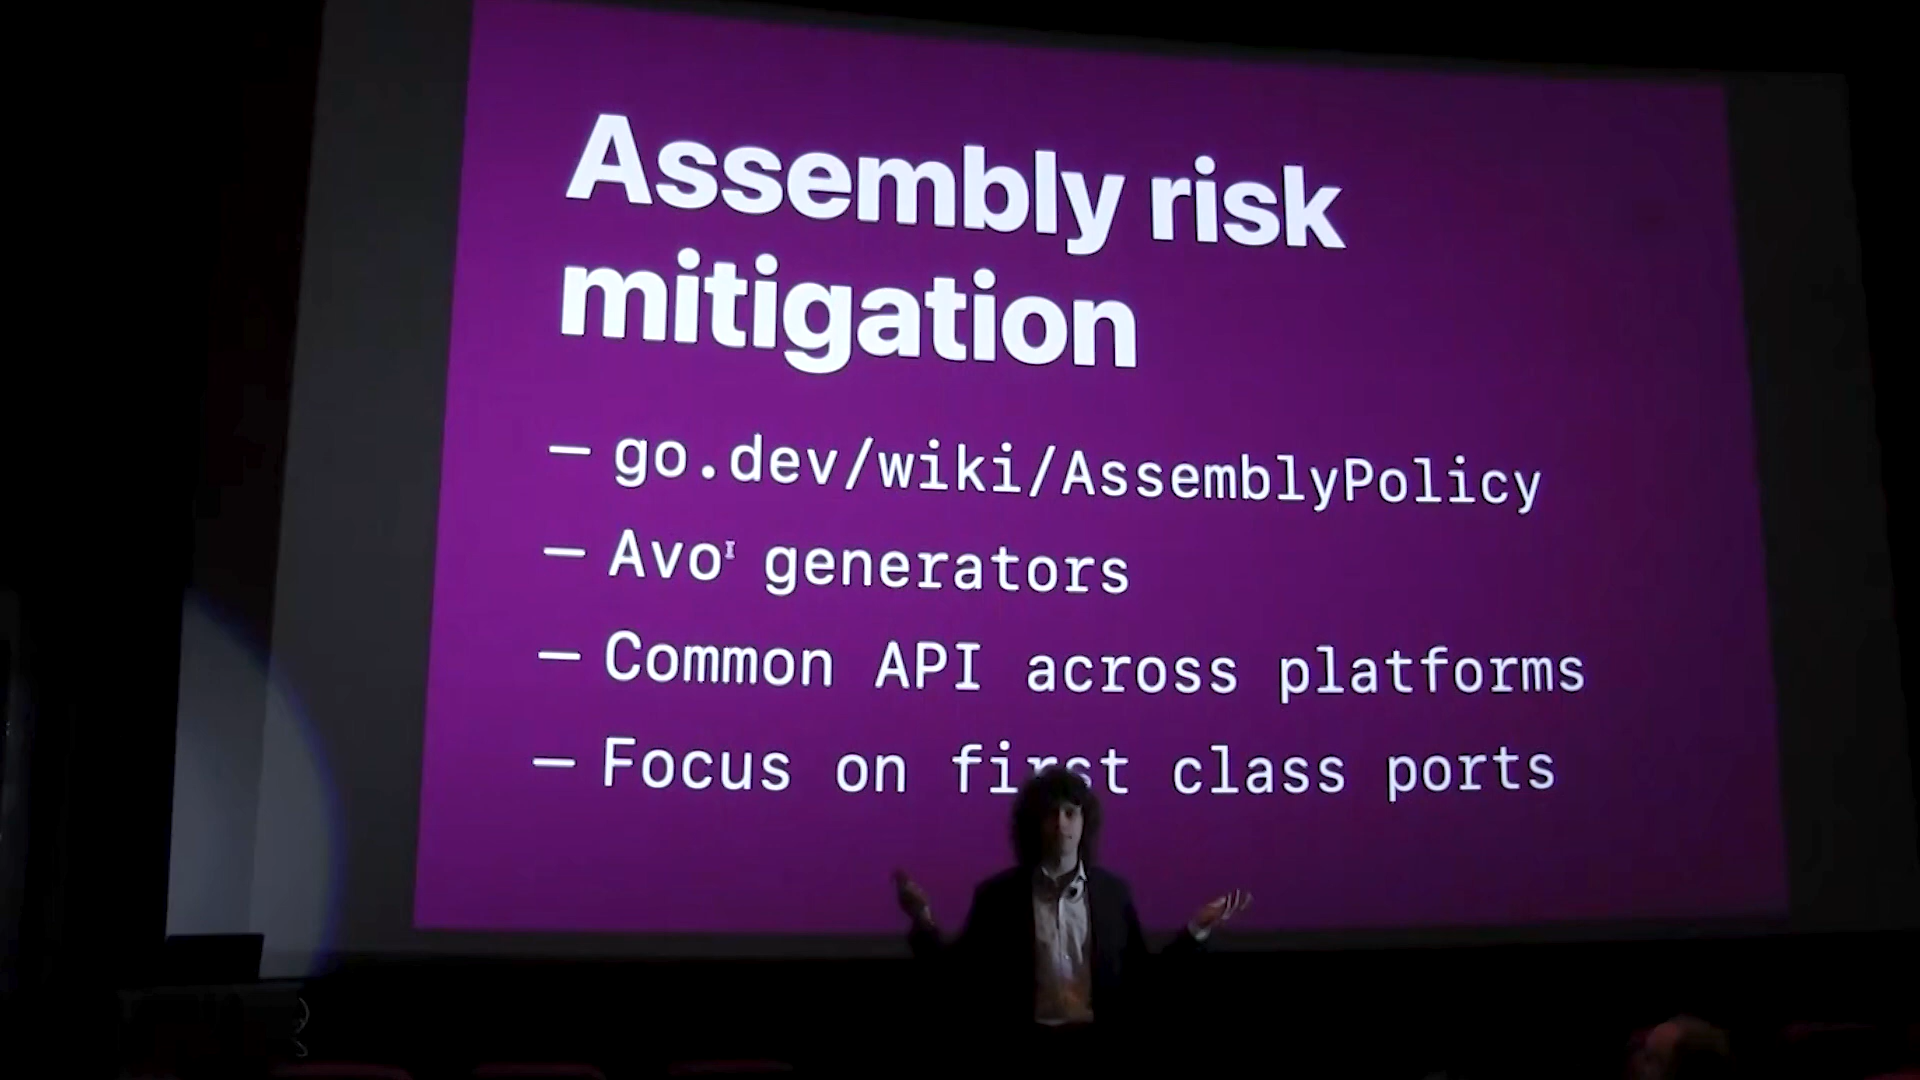 Assembly risk
mitigation
– go.dev/wiki/AssemblyPolicy
– Avo generators
– Common API across platforms
– Focus on first class ports